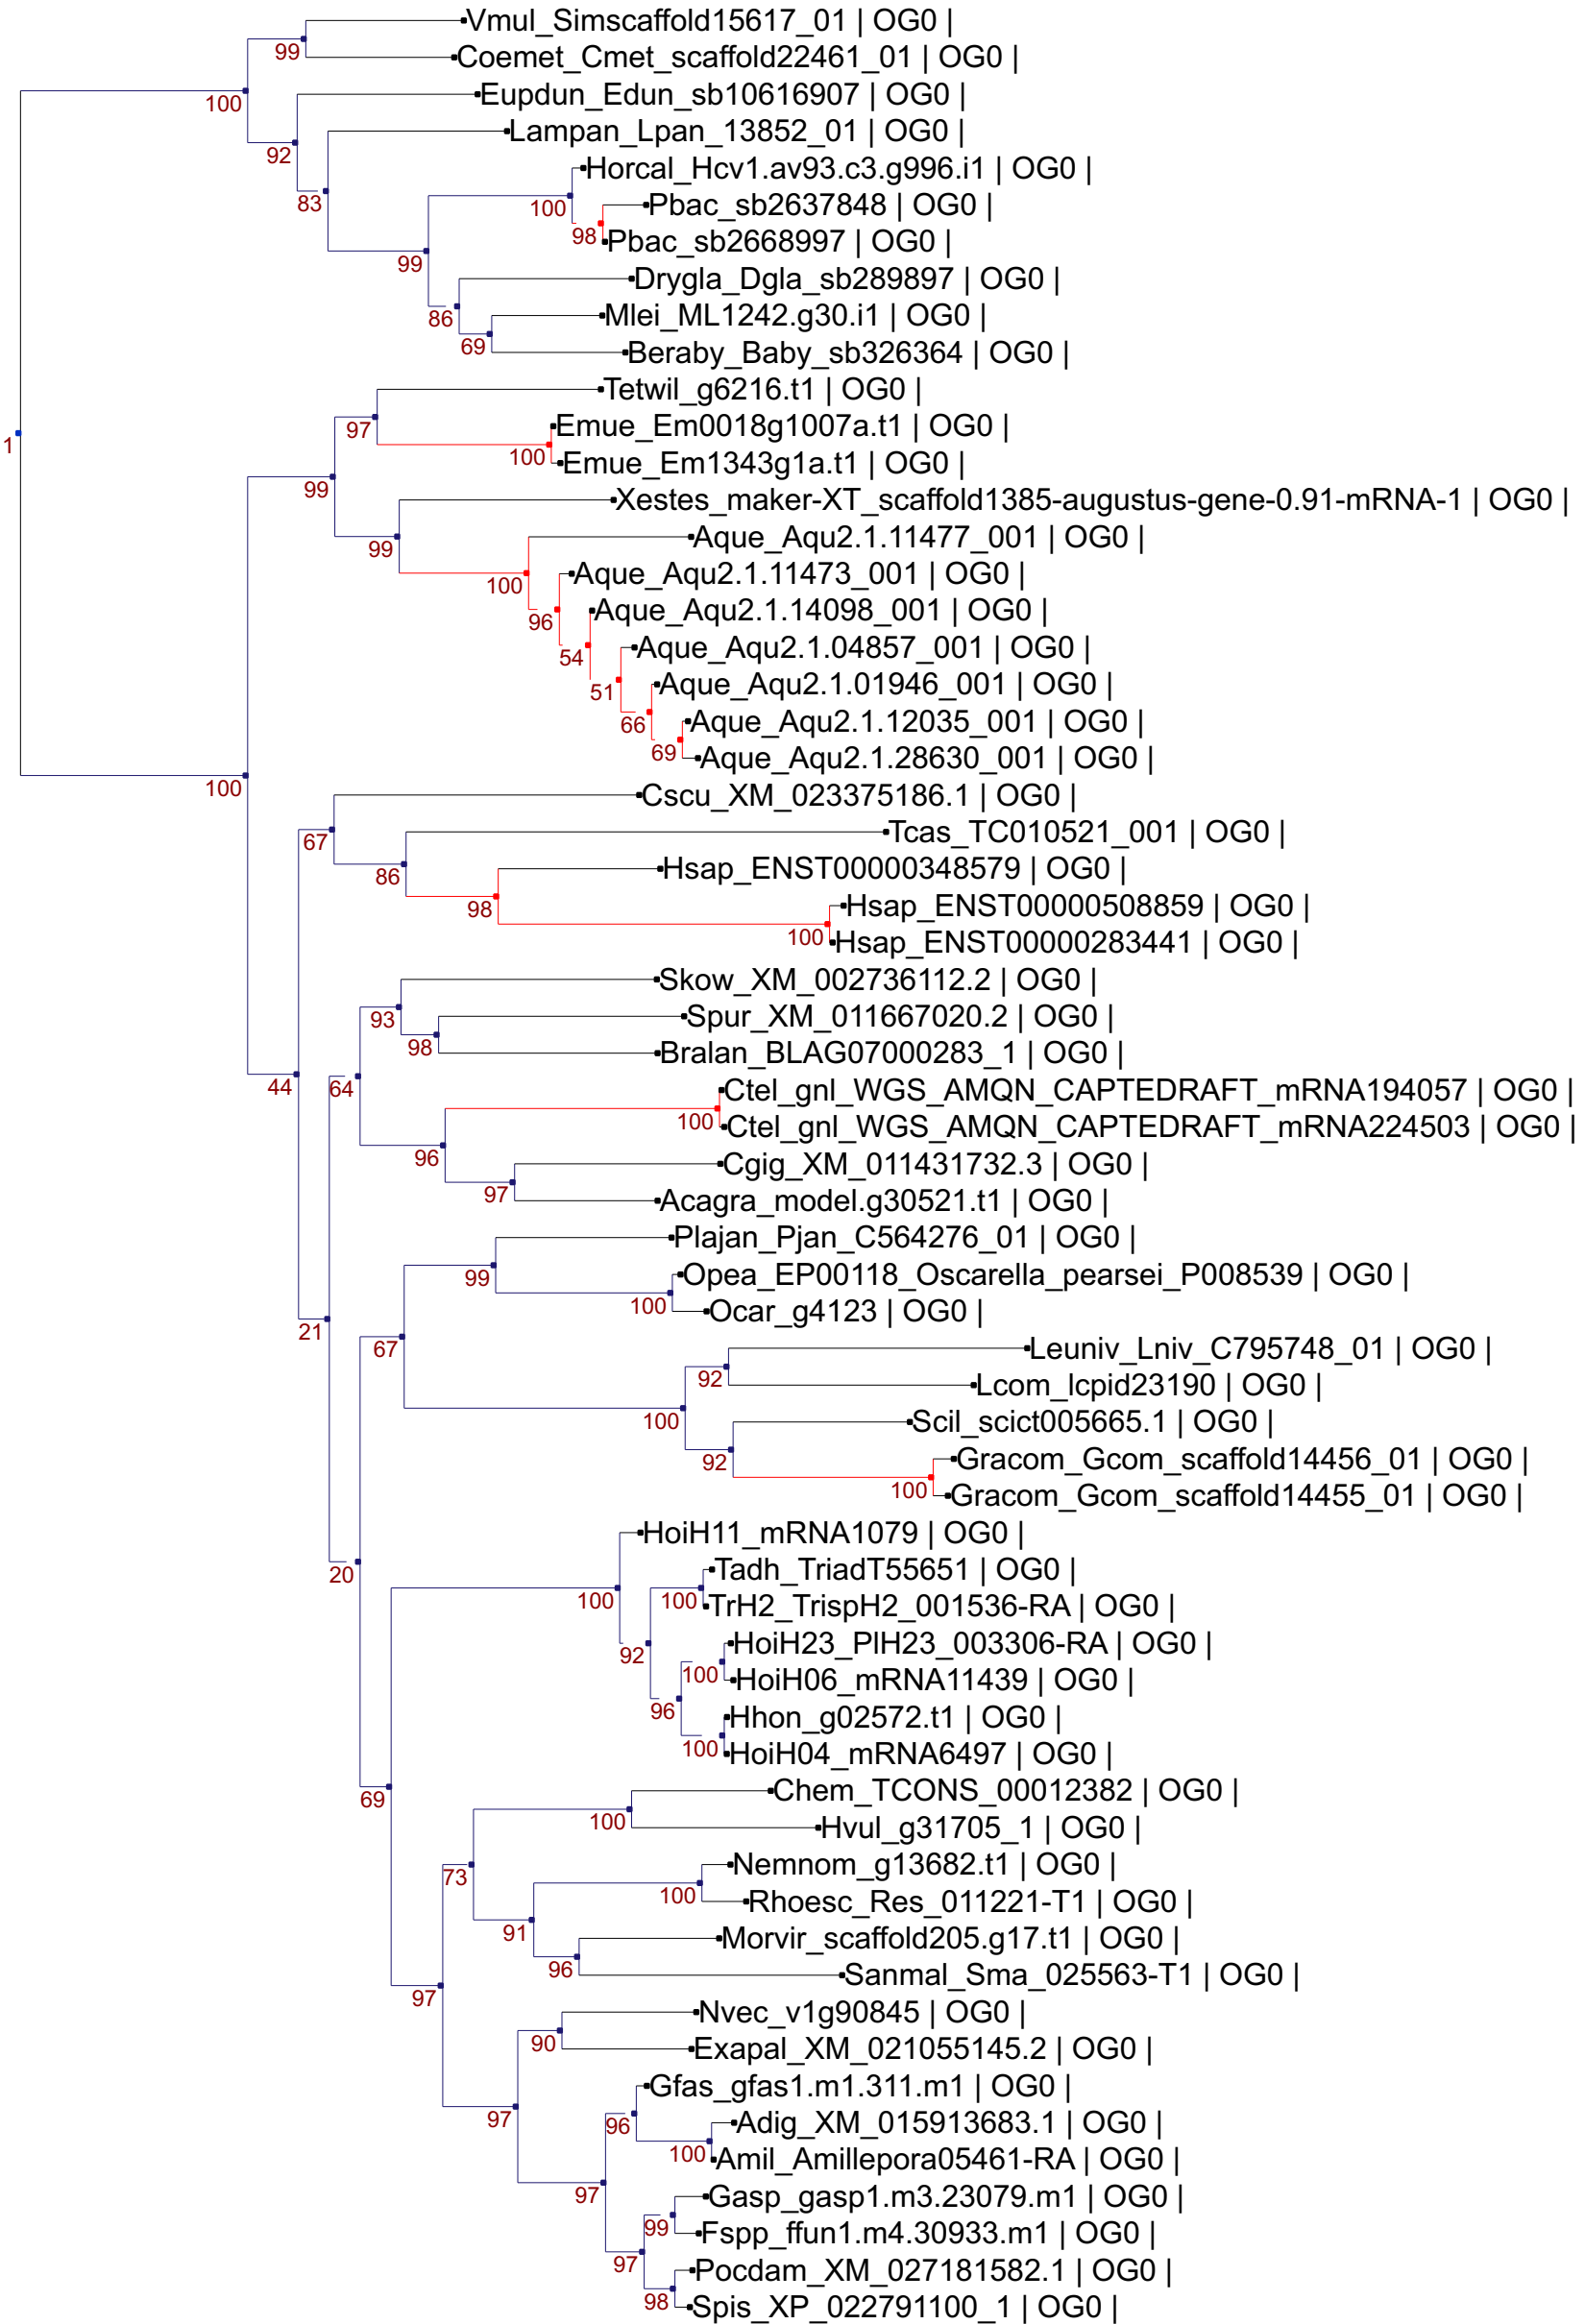 Vmul_Simscaffold15617_01 | OG0 |
99
Coemet_Cmet_scaffold22461_01 | OG0 |
100
Eupdun_Edun_sb10616907 | OG0 |
Lampan_Lpan_13852_01 | OG0 |
92
Horcal_Hcv1.av93.c3.g996.i1 | OG0 |
83
100
Pbac_sb2637848 | OG0 |
98
Pbac_sb2668997 | OG0 |
99
Drygla_Dgla_sb289897 | OG0 |
86
Mlei_ML1242.g30.i1 | OG0 |
69
Beraby_Baby_sb326364 | OG0 |
Tetwil_g6216.t1 | OG0 |
97
Emue_Em0018g1007a.t1 | OG0 |
1
100
Emue_Em1343g1a.t1 | OG0 |
99
Xestes_maker-XT_scaffold1385-augustus-gene-0.91-mRNA-1 | OG0 |
Aque_Aqu2.1.11477_001 | OG0 |
99
Aque_Aqu2.1.11473_001 | OG0 |
100
Aque_Aqu2.1.14098_001 | OG0 |
96
Aque_Aqu2.1.04857_001 | OG0 |
54
Aque_Aqu2.1.01946_001 | OG0 |
51
Aque_Aqu2.1.12035_001 | OG0 |
66
69
Aque_Aqu2.1.28630_001 | OG0 |
100
Cscu_XM_023375186.1 | OG0 |
Tcas_TC010521_001 | OG0 |
67
Hsap_ENST00000348579 | OG0 |
86
Hsap_ENST00000508859 | OG0 |
98
100
Hsap_ENST00000283441 | OG0 |
Skow_XM_002736112.2 | OG0 |
93
Spur_XM_011667020.2 | OG0 |
98
Bralan_BLAG07000283_1 | OG0 |
44
64
Ctel_gnl_WGS_AMQN_CAPTEDRAFT_mRNA194057 | OG0 |
100
Ctel_gnl_WGS_AMQN_CAPTEDRAFT_mRNA224503 | OG0 |
96
Cgig_XM_011431732.3 | OG0 |
97
Acagra_model.g30521.t1 | OG0 |
Plajan_Pjan_C564276_01 | OG0 |
99
Opea_EP00118_Oscarella_pearsei_P008539 | OG0 |
100
Ocar_g4123 | OG0 |
21
67
Leuniv_Lniv_C795748_01 | OG0 |
92
Lcom_lcpid23190 | OG0 |
100
Scil_scict005665.1 | OG0 |
92
Gracom_Gcom_scaffold14456_01 | OG0 |
100
Gracom_Gcom_scaffold14455_01 | OG0 |
HoiH11_mRNA1079 | OG0 |
20
Tadh_TriadT55651 | OG0 |
100
100
TrH2_TrispH2_001536-RA | OG0 |
HoiH23_PlH23_003306-RA | OG0 |
92
100
HoiH06_mRNA11439 | OG0 |
96
Hhon_g02572.t1 | OG0 |
100
HoiH04_mRNA6497 | OG0 |
69
Chem_TCONS_00012382 | OG0 |
100
Hvul_g31705_1 | OG0 |
Nemnom_g13682.t1 | OG0 |
73
100
Rhoesc_Res_011221-T1 | OG0 |
91
Morvir_scaffold205.g17.t1 | OG0 |
96
Sanmal_Sma_025563-T1 | OG0 |
97
Nvec_v1g90845 | OG0 |
90
Exapal_XM_021055145.2 | OG0 |
Gfas_gfas1.m1.311.m1 | OG0 |
97
96
Adig_XM_015913683.1 | OG0 |
100
Amil_Amillepora05461-RA | OG0 |
97
Gasp_gasp1.m3.23079.m1 | OG0 |
99
Fspp_ffun1.m4.30933.m1 | OG0 |
97
Pocdam_XM_027181582.1 | OG0 |
98
Spis_XP_022791100_1 | OG0 |